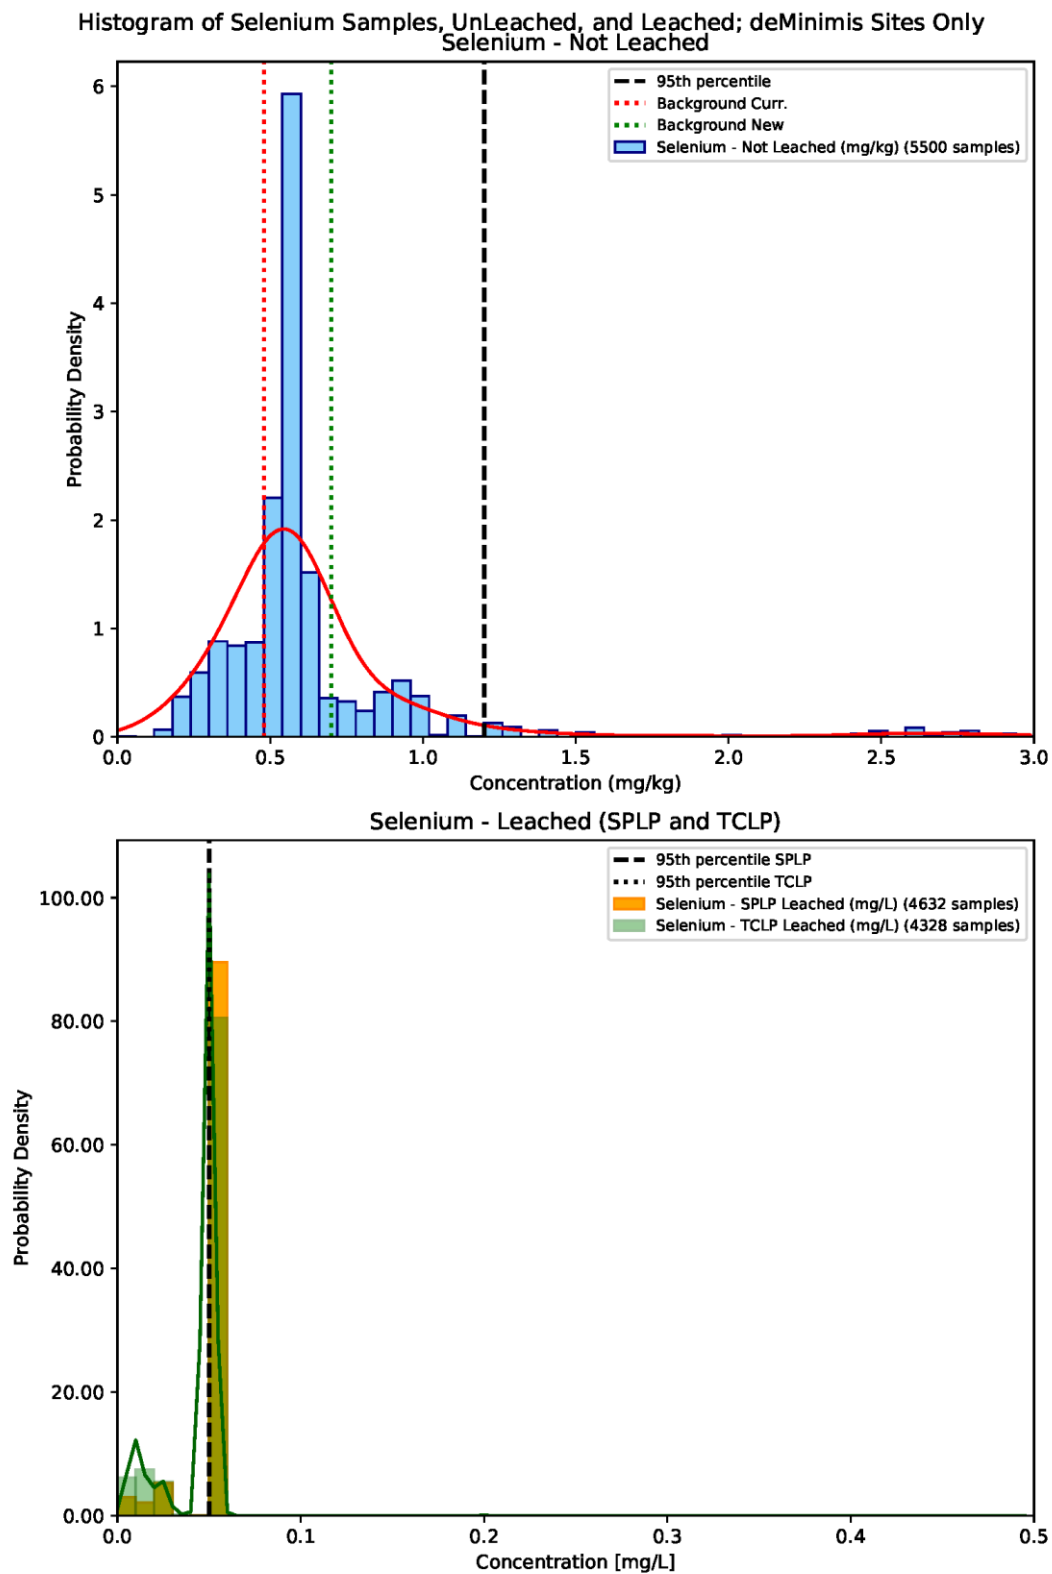 Histogram of Selenium Samples, UnLeached, and Leached; deMinimis Sites Only
Selenium - Not Leached
95th percentile
Background Curr.
Background New
Selenium - Not Leached (mg/kg) (5500 samples)
Probability Density
6
5
4
3
2
1
0
0.0 0.5 1.0 1.5 2.0 2.5 3.0
Concentration (mg/kg)
Selenium - Leached (SPLP and TCLP)
95th percentile SPLP
95th percentile TCLP
Selenium - SPLP Leached (mg/L) (4632 samples)
Selenium - TCLP Leached (mg/L) (4328 samples)
Probability Density
100.00
80.00
60.00
40.00
20.00
0.00
0.0 0.1 0.2 0.3 0.4 0.5
Concentration [mg/L]